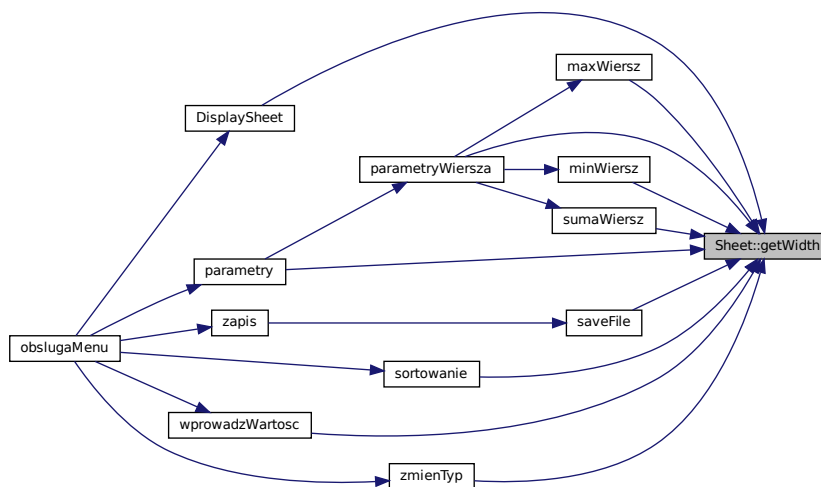 maxWiersz
DisplaySheet
parametryWiersza
minWiersz
sumaWiersz
Sheet::getWidth
parametry
zapis
saveFile
obslugaMenu
sortowanie
wprowadzWartosc
zmienTyp